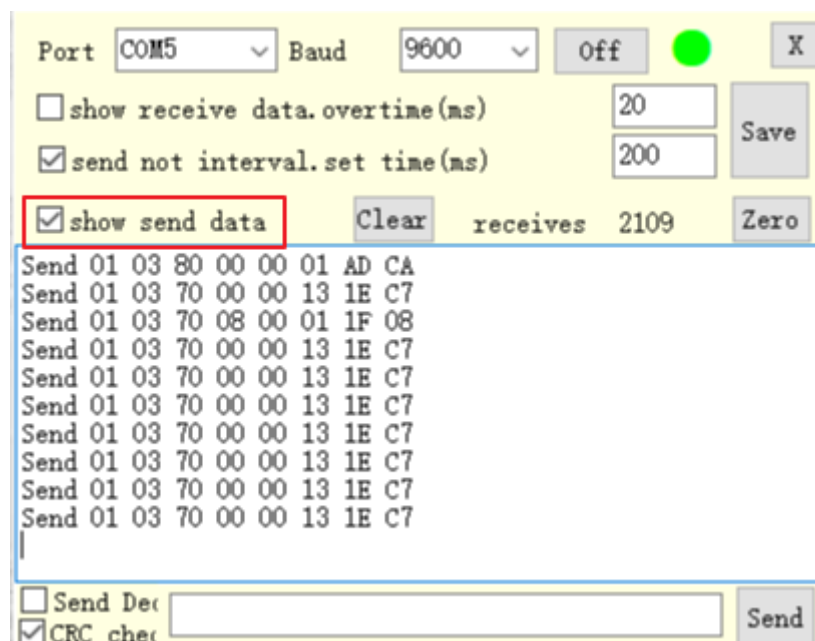 Port COM5 Baud 9600 Off X
show receive data.overtime(ms) 20
Save
send not interval.set time(ms) 200
show send data Clear receives 2109 Zero
Send 01 03 80 00 00 01 AD CA
Send 01 03 70 00 00 13 1E C7
Send 01 03 70 08 00 01 1F 08
Send 01 03 70 00 00 13 1E C7
Send 01 03 70 00 00 13 1E C7
Send 01 03 70 00 00 13 1E C7
Send 01 03 70 00 00 13 1E C7
Send 01 03 70 00 00 13 1E C7
Send 01 03 70 00 00 13 1E C7
Send 01 03 70 00 00 13 1E C7
Send Dec
Send
CRC chec